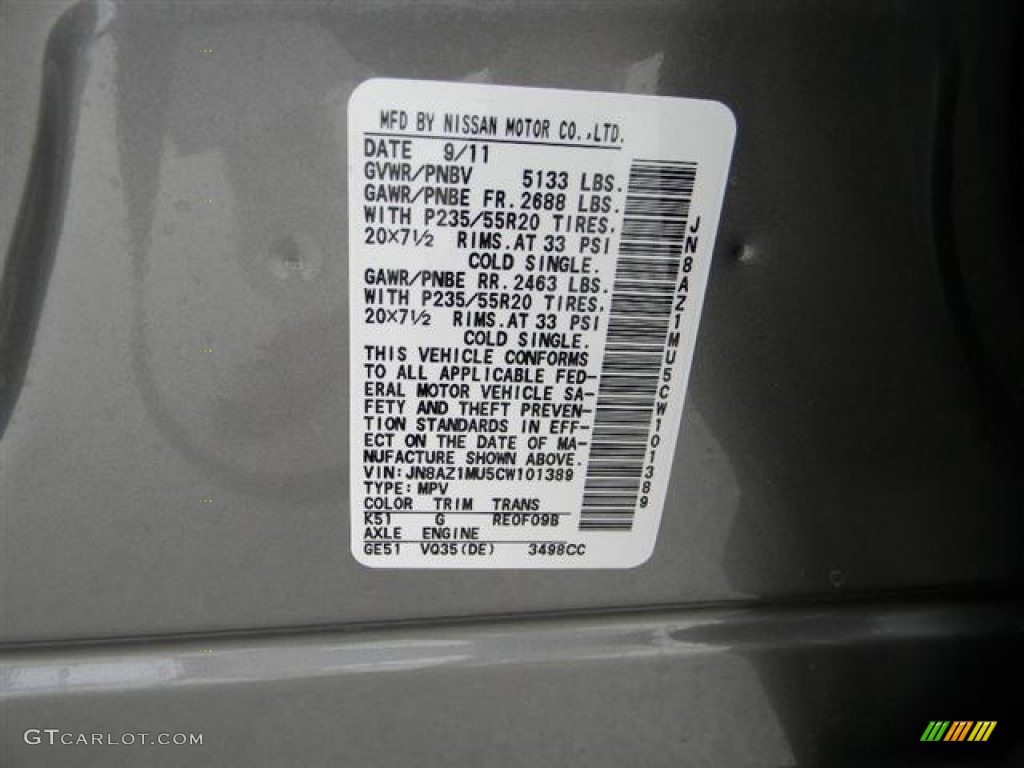 MFD BY NISSAN MOTOR CO.,LTD.
DATE 9/11
GVWR/PNBV 5133 LBS.
GAWR/PNBE FR.2688 LBS.
WITH P235/55R20 TIRES,
20×7½ RIMS.AT 33 PSI
COLD SINGLE.
GAWR/PNBE RR.2463 LBS.
WITH P235/55R20 TIRES,
20×7½ RIMS.AT 33 PSI
COLD SINGLE.
THIS VEHICLE CONFORMS
TO ALL APPLICABLE FED-
ERAL MOTOR VEHICLE SA-
FETY AND THEFT PREVEN-
TION STANDARDS IN EFF-
ECT ON THE DATE OF MA-
NUFACTURE SHOWN ABOVE.
VIN:JN8AZ1MU5CW101389
TYPE:MPV
COLOR TRIM TRANS
K51 G RE0F09B
AXLE ENGINE
GE51 VQ35(DE) 3498CC
JN8AZ1MU5CW101389
GTCARLOT.COM